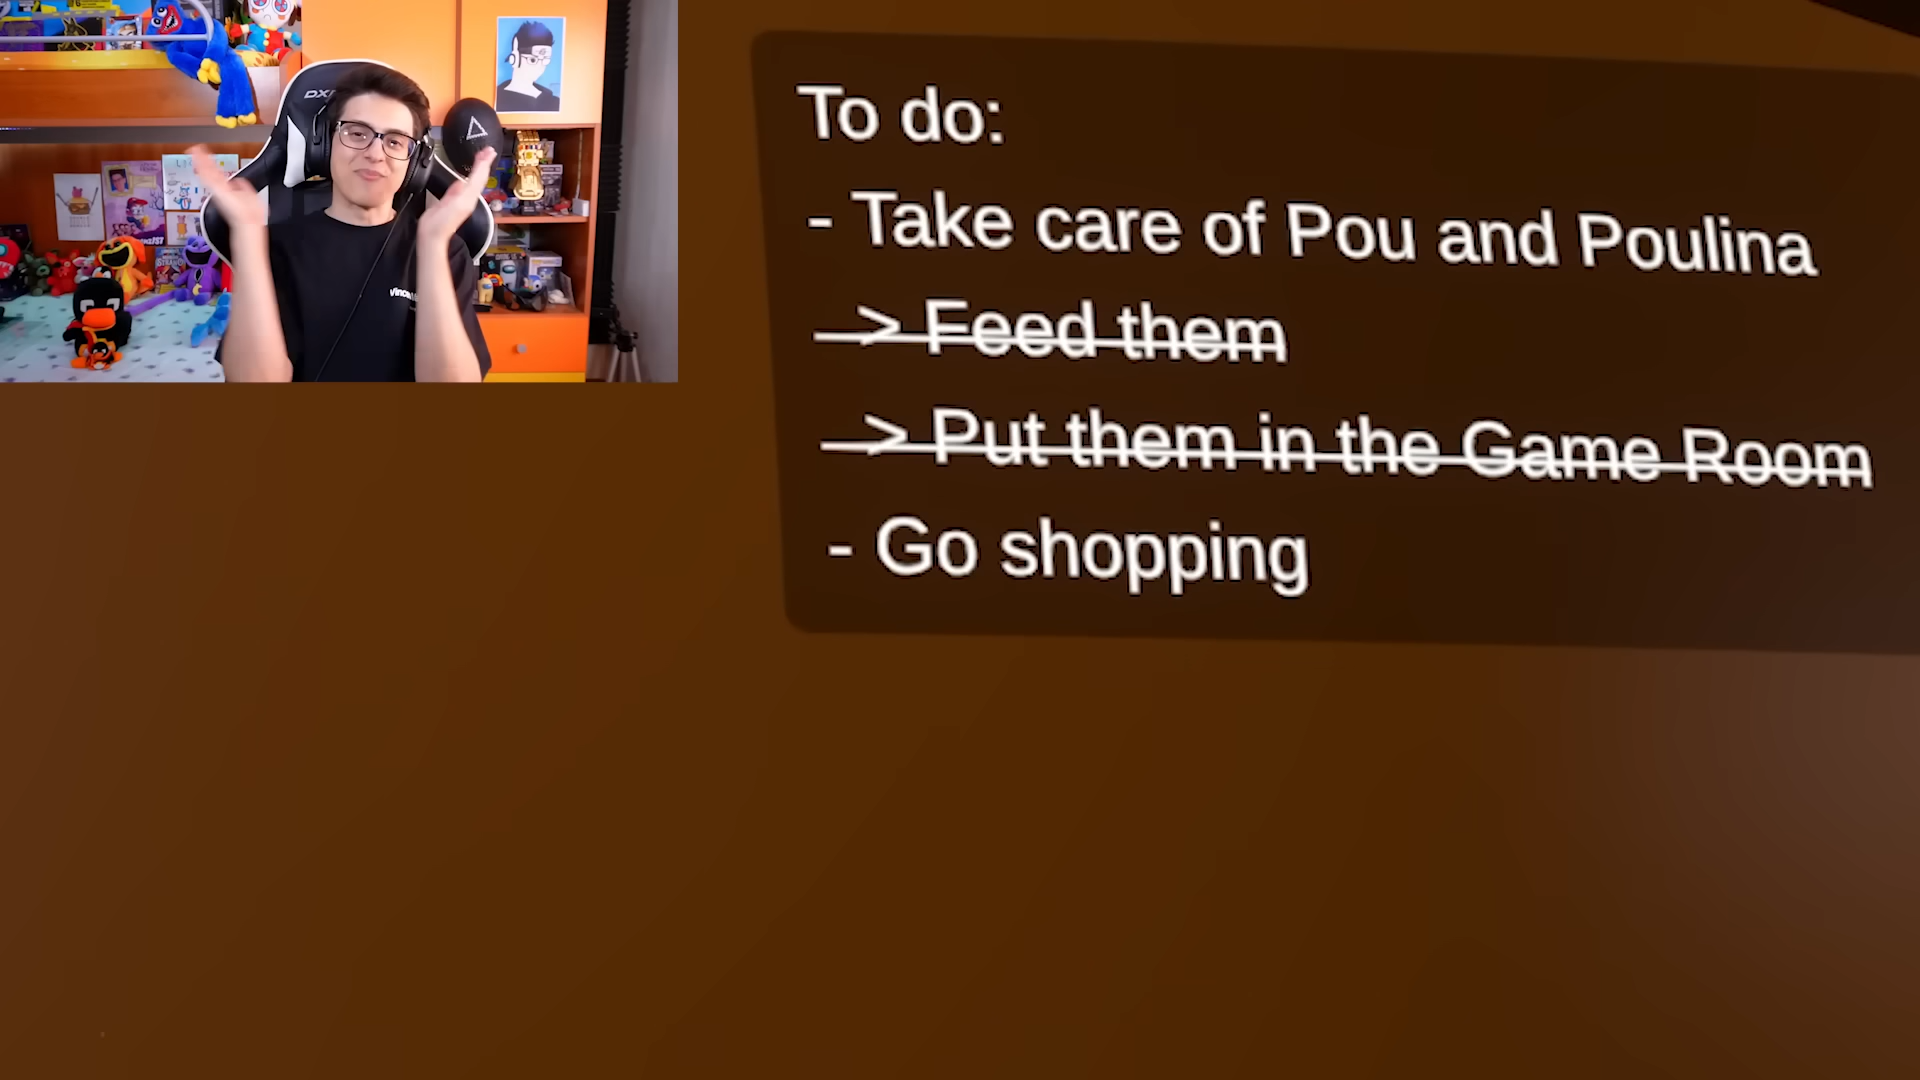 To do:
- Take care of Pou and Poulina
> Feed them
> Put them in the Game Room
- Go shopping